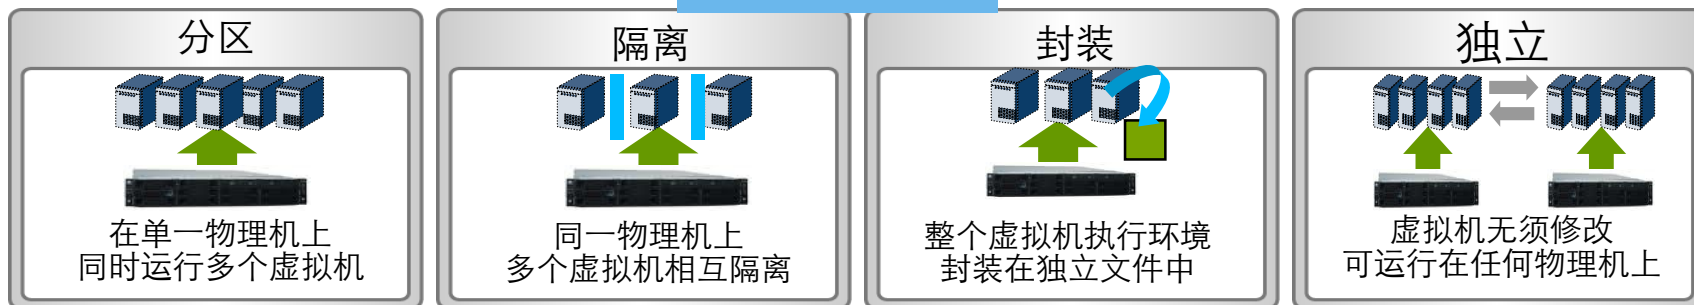 分区
在单一物理机上
同时运行多个虚拟机
隔离
同一物理机上
多个虚拟机相互隔离
封装
整个虚拟机执行环境
封装在独立文件中
独立
虚拟机无须修改
可运行在任何物理机上